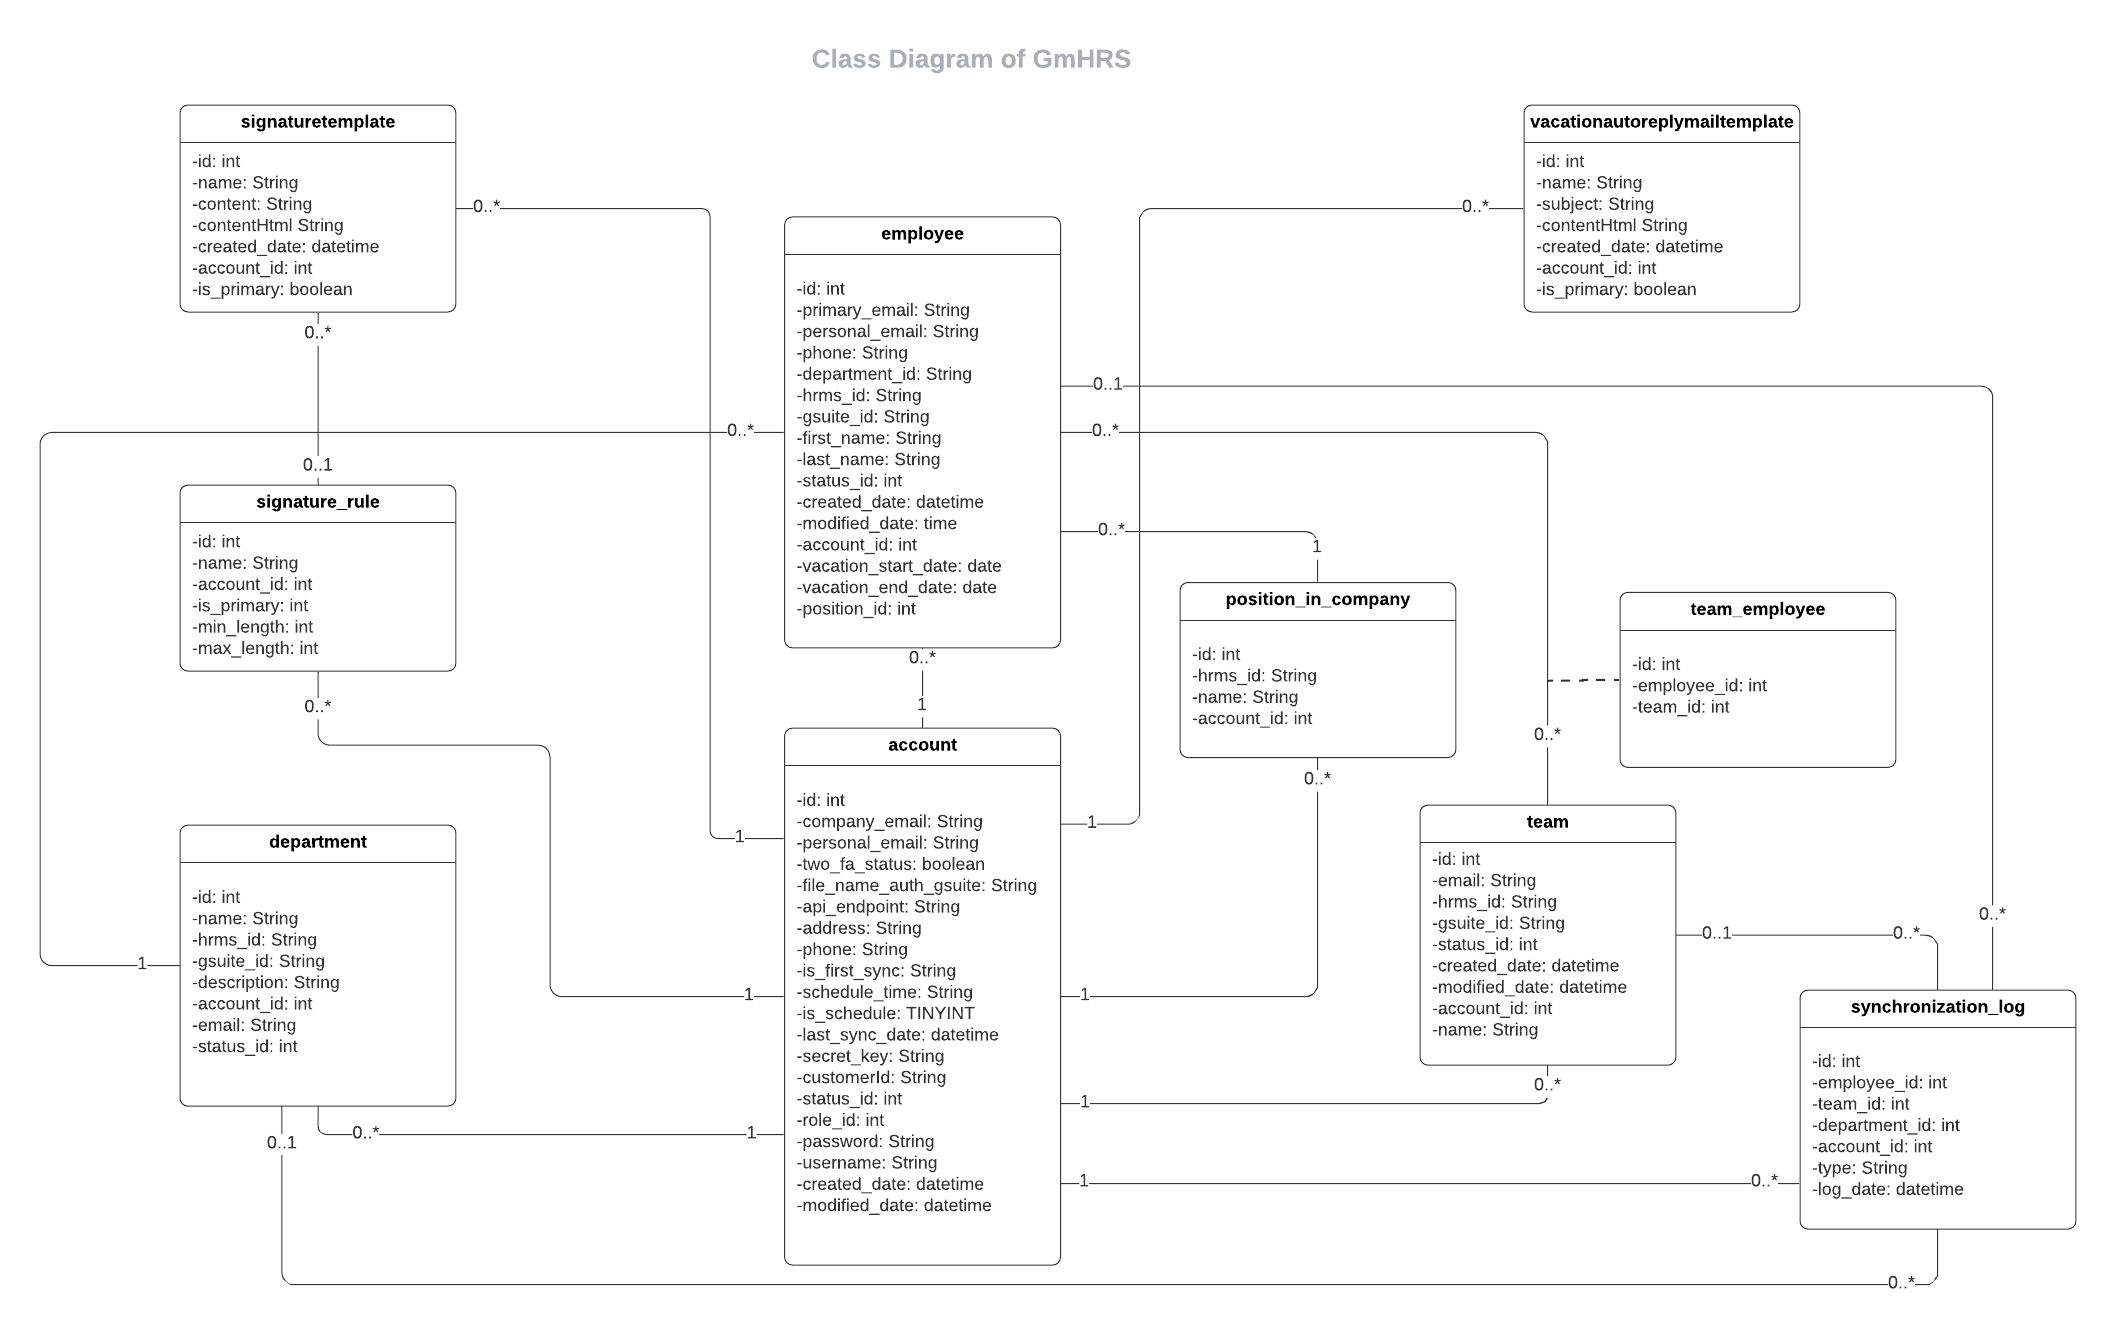 Class Diagram of GmHRS
signaturetemplate
-id: int
-name: String
-content: String
-contentHtml String
-created_date: datetime
-account_id: int
-is_primary: boolean
0..*
0..*
vacationautoreplymailtemplate
-id: int
-name: String
-subject: String
-contentHtml String
-created_date: datetime
-account_id: int
-is_primary: boolean
0..*
employee
-id: int
-primary_email: String
-personal_email: String
-phone: String
-department_id: String
-hrms_id: String
-gsuite_id: String
-first_name: String
-last_name: String
-status_id: int
-created_date: datetime
-modified_date: time
-account_id: int
-vacation_start_date: date
-vacation_end_date: date
-position_id: int
0..1
0..*
0..*
0..*
0..*
1
0..1
signature_rule
-id: int
-name: String
-account_id: int
-is_primary: int
-min_length: int
-max_length: int
0..*
1
position_in_company
-id: int
-hrms_id: String
-name: String
-account_id: int
0..*
team_employee
-id: int
-employee_id: int
-team_id: int
0..*
account
-id: int
-company_email: String
-personal_email: String
-two_fa_status: boolean
-file_name_auth_gsuite: String
-api_endpoint: String
-address: String
-phone: String
-is_first_sync: String
-schedule_time: String
-is_schedule: TINYINT
-last_sync_date: datetime
-secret_key: String
-customerId: String
-status_id: int
-role_id: int
-password: String
-username: String
-created_date: datetime
-modified_date: datetime
1
1
1
1
1
1
1
department
-id: int
-name: String
-hrms_id: String
-gsuite_id: String
-description: String
-account_id: int
-email: String
-status_id: int
1
0..1
0..*
team
-id: int
-email: String
-hrms_id: String
-gsuite_id: String
-status_id: int
-created_date: datetime
-modified_date: datetime
-account_id: int
-name: String
0..1
0..*
0..*
0..*
synchronization_log
-id: int
-employee_id: int
-team_id: int
-department_id: int
-account_id: int
-type: String
-log_date: datetime
0..*
0..*